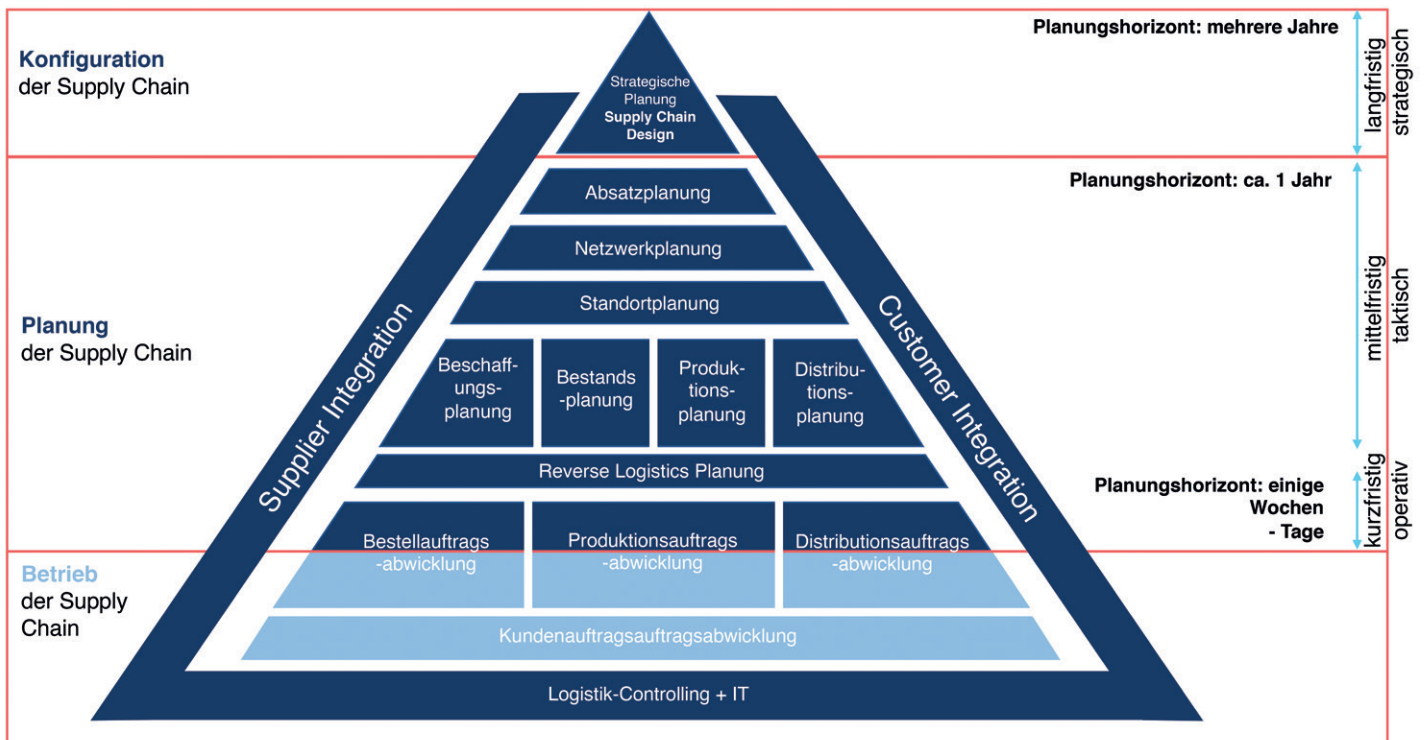 Konfiguration
der Supply Chain
Strategische
Planung
Supply Chain
Design
Planungshorizont: mehrere Jahre
langfristig
strategisch
Planung
der Supply Chain
Absatzplanung
Netzwerkplanung
Standortplanung
Beschaff-
ungs-
planung
Bestands
-planung
Produk-
tions-
planung
Distribu-
tions-
planung
Reverse Logistics Planung
Supplier Integration
Customer Integration
Planungshorizont: ca. 1 Jahr
mittelfristig
taktisch
Planungshorizont: einige
Wochen
- Tage
kurzfristig
operativ
Bestellauftrags
-abwicklung
Produktionsauftrags
-abwicklung
Distributionsauftrags
-abwicklung
Betrieb
der Supply
Chain
Kundenauftragsauftragsabwicklung
Logistik-Controlling + IT